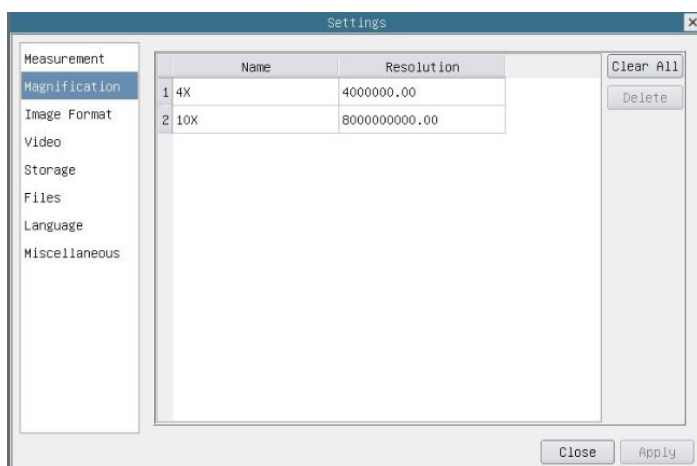 Settings
Measurement
Magnification
Image Format
Video
Storage
Files
Language
Miscellaneous
Name Resolution
1 4X 4000000.00
2 10X 8000000000.00
Clear All
Delete
Close Apply